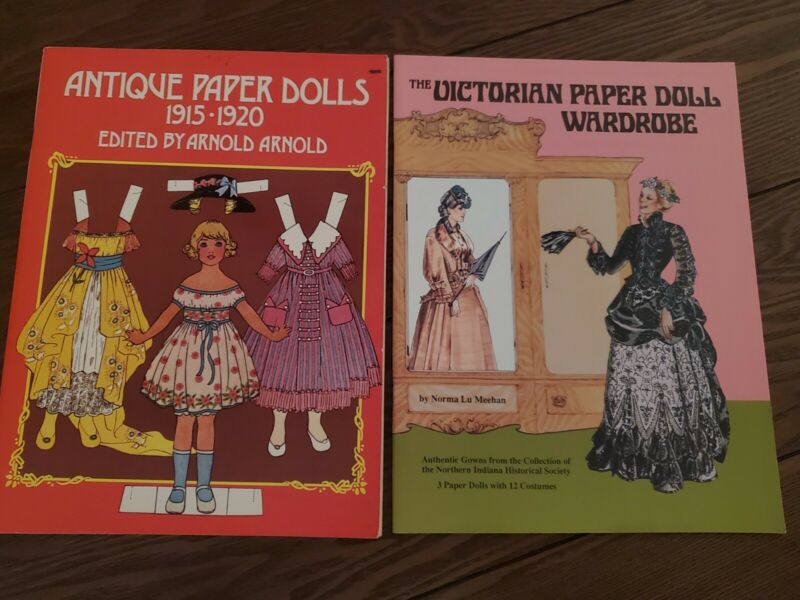 ANTIQUE PAPER DOLLS
1915·1920
EDITED BY ARNOLD ARNOLD
THE VICTORIAN PAPER DOLL
WARDROBE
by Norma Lu Meehan
Authentic Gowns from the Collection of
the Northern Indiana Historical Society
3 Paper Dolls with 12 Costumes